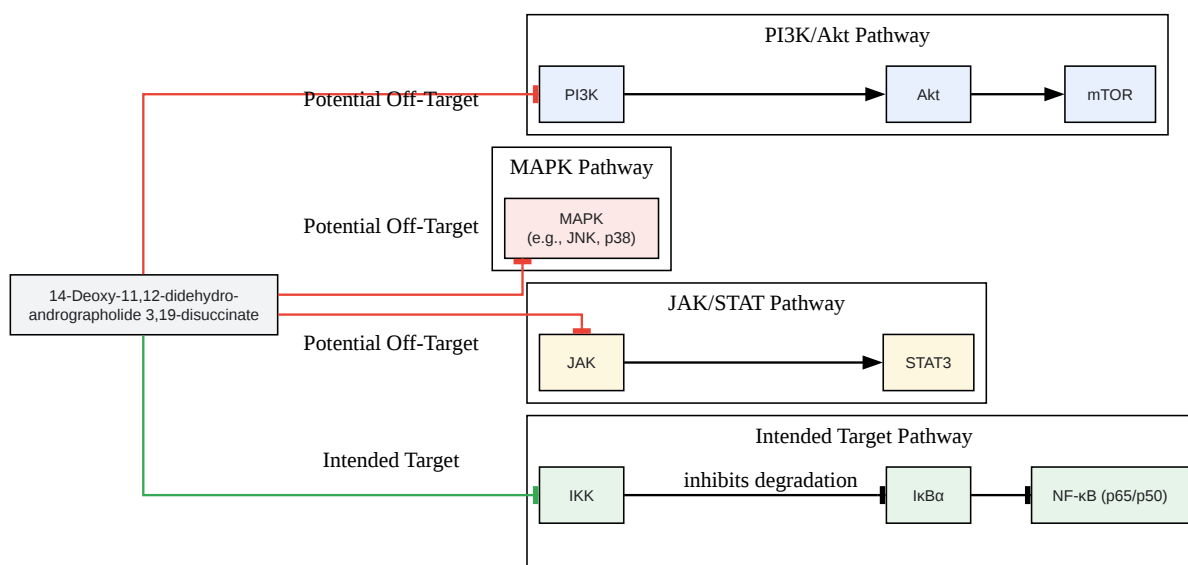 PI3K/Akt Pathway
Potential Off-Target
PI3K
Akt
mTOR
MAPK Pathway
Potential Off-Target
MAPK
(e.g., JNK, p38)
14-Deoxy-11,12-didehydro-
andrographolide 3,19-disuccinate
JAK/STAT Pathway
Potential Off-Target
JAK
STAT3
Intended Target Pathway
Intended Target
IKK
inhibits degradation
IκBα
NF-κB (p65/p50)